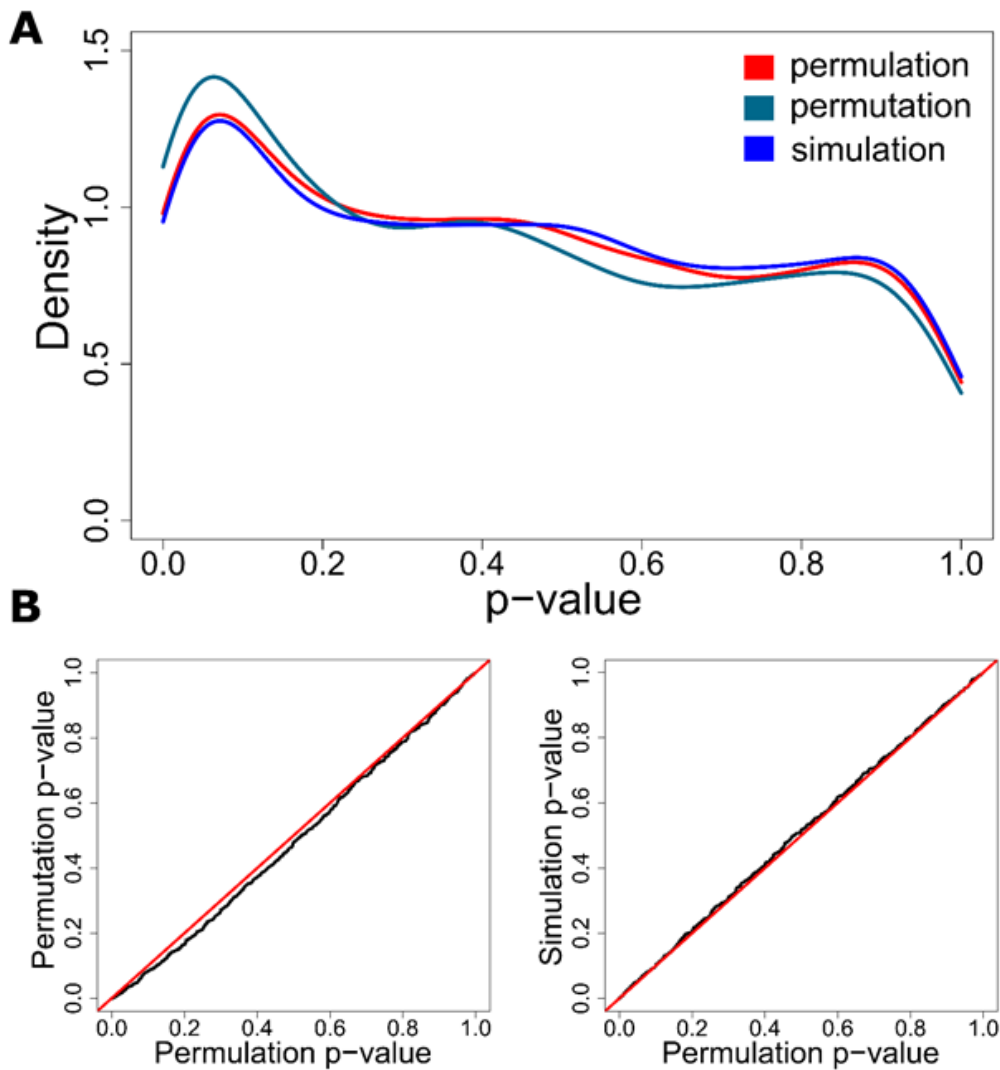 A
1.5
1.0
0.5
0.0
Density
permulation
permutation
simulation
0.0 0.2 0.4 0.6 0.8 1.0
p−value
B
1.0
0.8
0.6
0.4
0.2
0.0
Permutation p−value
0.0 0.2 0.4 0.6 0.8 1.0
Permulation p−value
1.0
0.8
0.6
0.4
0.2
0.0
Simulation p−value
0.0 0.2 0.4 0.6 0.8 1.0
Permulation p−value